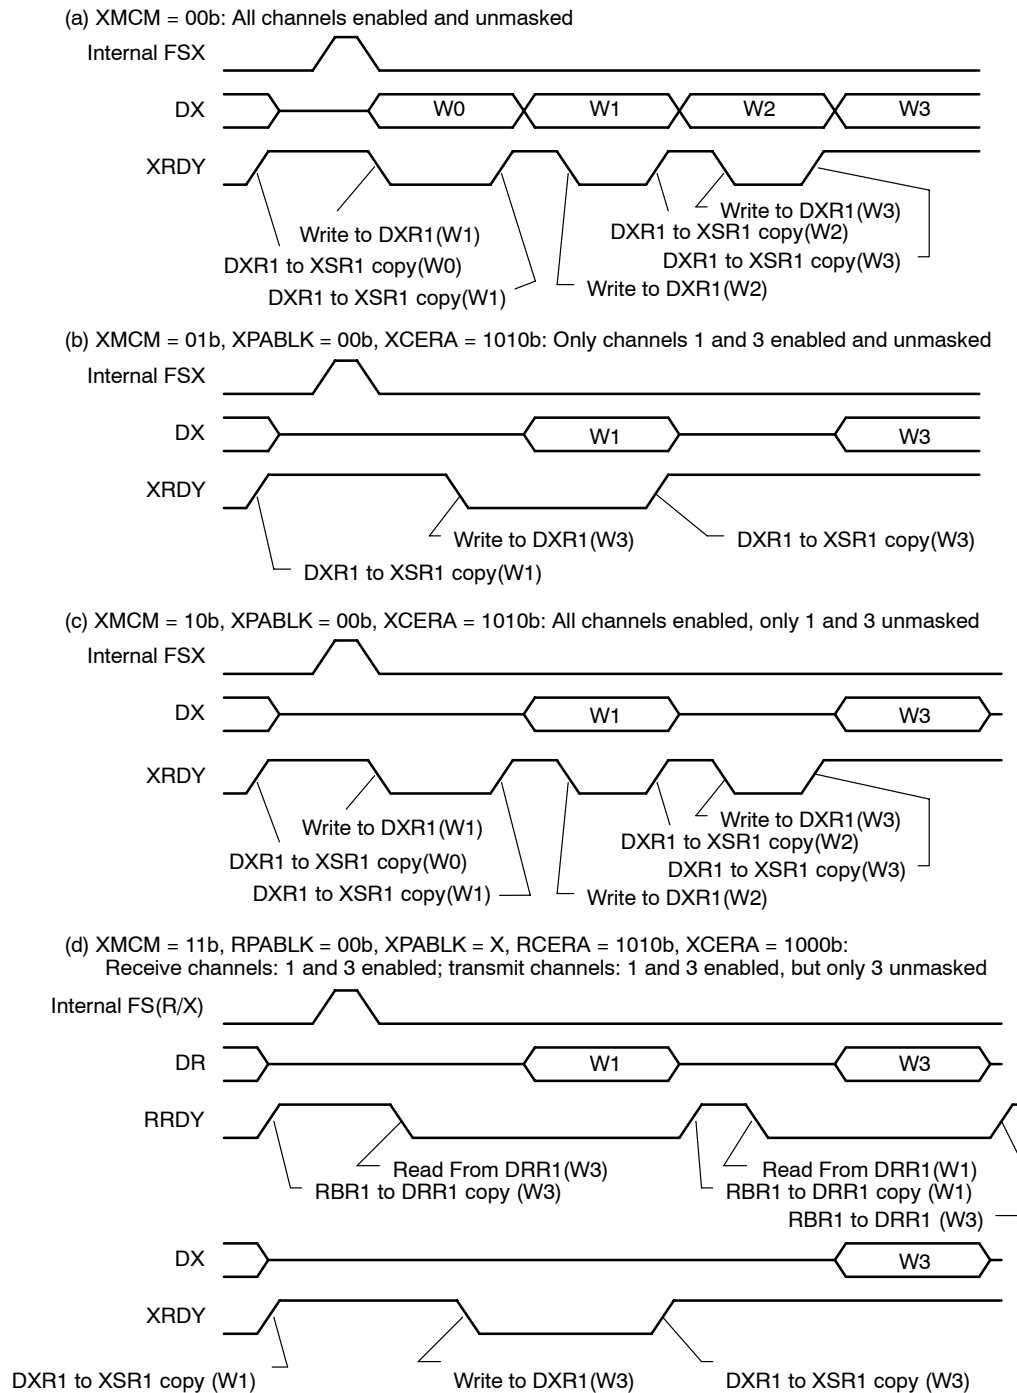 (a) XMCM = 00b: All channels enabled and unmasked
Internal FSX
DX
W0
W1
W2
W3
XRDY
Write to DXR1(W1)
Write to DXR1(W3)
DXR1 to XSR1 copy(W2)
DXR1 to XSR1 copy(W0)
DXR1 to XSR1 copy(W3)
DXR1 to XSR1 copy(W1)
Write to DXR1(W2)
(b) XMCM = 01b, XPABLK = 00b, XCERA = 1010b: Only channels 1 and 3 enabled and unmasked
Internal FSX
DX
W1
W3
XRDY
Write to DXR1(W3)
DXR1 to XSR1 copy(W3)
DXR1 to XSR1 copy(W1)
(c) XMCM = 10b, XPABLK = 00b, XCERA = 1010b: All channels enabled, only 1 and 3 unmasked
Internal FSX
DX
W1
W3
XRDY
Write to DXR1(W1)
Write to DXR1(W3)
DXR1 to XSR1 copy(W2)
DXR1 to XSR1 copy(W0)
DXR1 to XSR1 copy(W3)
DXR1 to XSR1 copy(W1)
Write to DXR1(W2)
(d) XMCM = 11b, RPABLK = 00b, XPABLK = X, RCERA = 1010b, XCERA = 1000b:
Receive channels: 1 and 3 enabled; transmit channels: 1 and 3 enabled, but only 3 unmasked
Internal FS(R/X)
DR
W1
W3
RRDY
Read From DRR1(W3)
Read From DRR1(W1)
RBR1 to DRR1 copy (W3)
RBR1 to DRR1 copy (W1)
RBR1 to DRR1 (W3)
DX
W3
XRDY
DXR1 to XSR1 copy (W1)
Write to DXR1(W3)
DXR1 to XSR1 copy (W3)